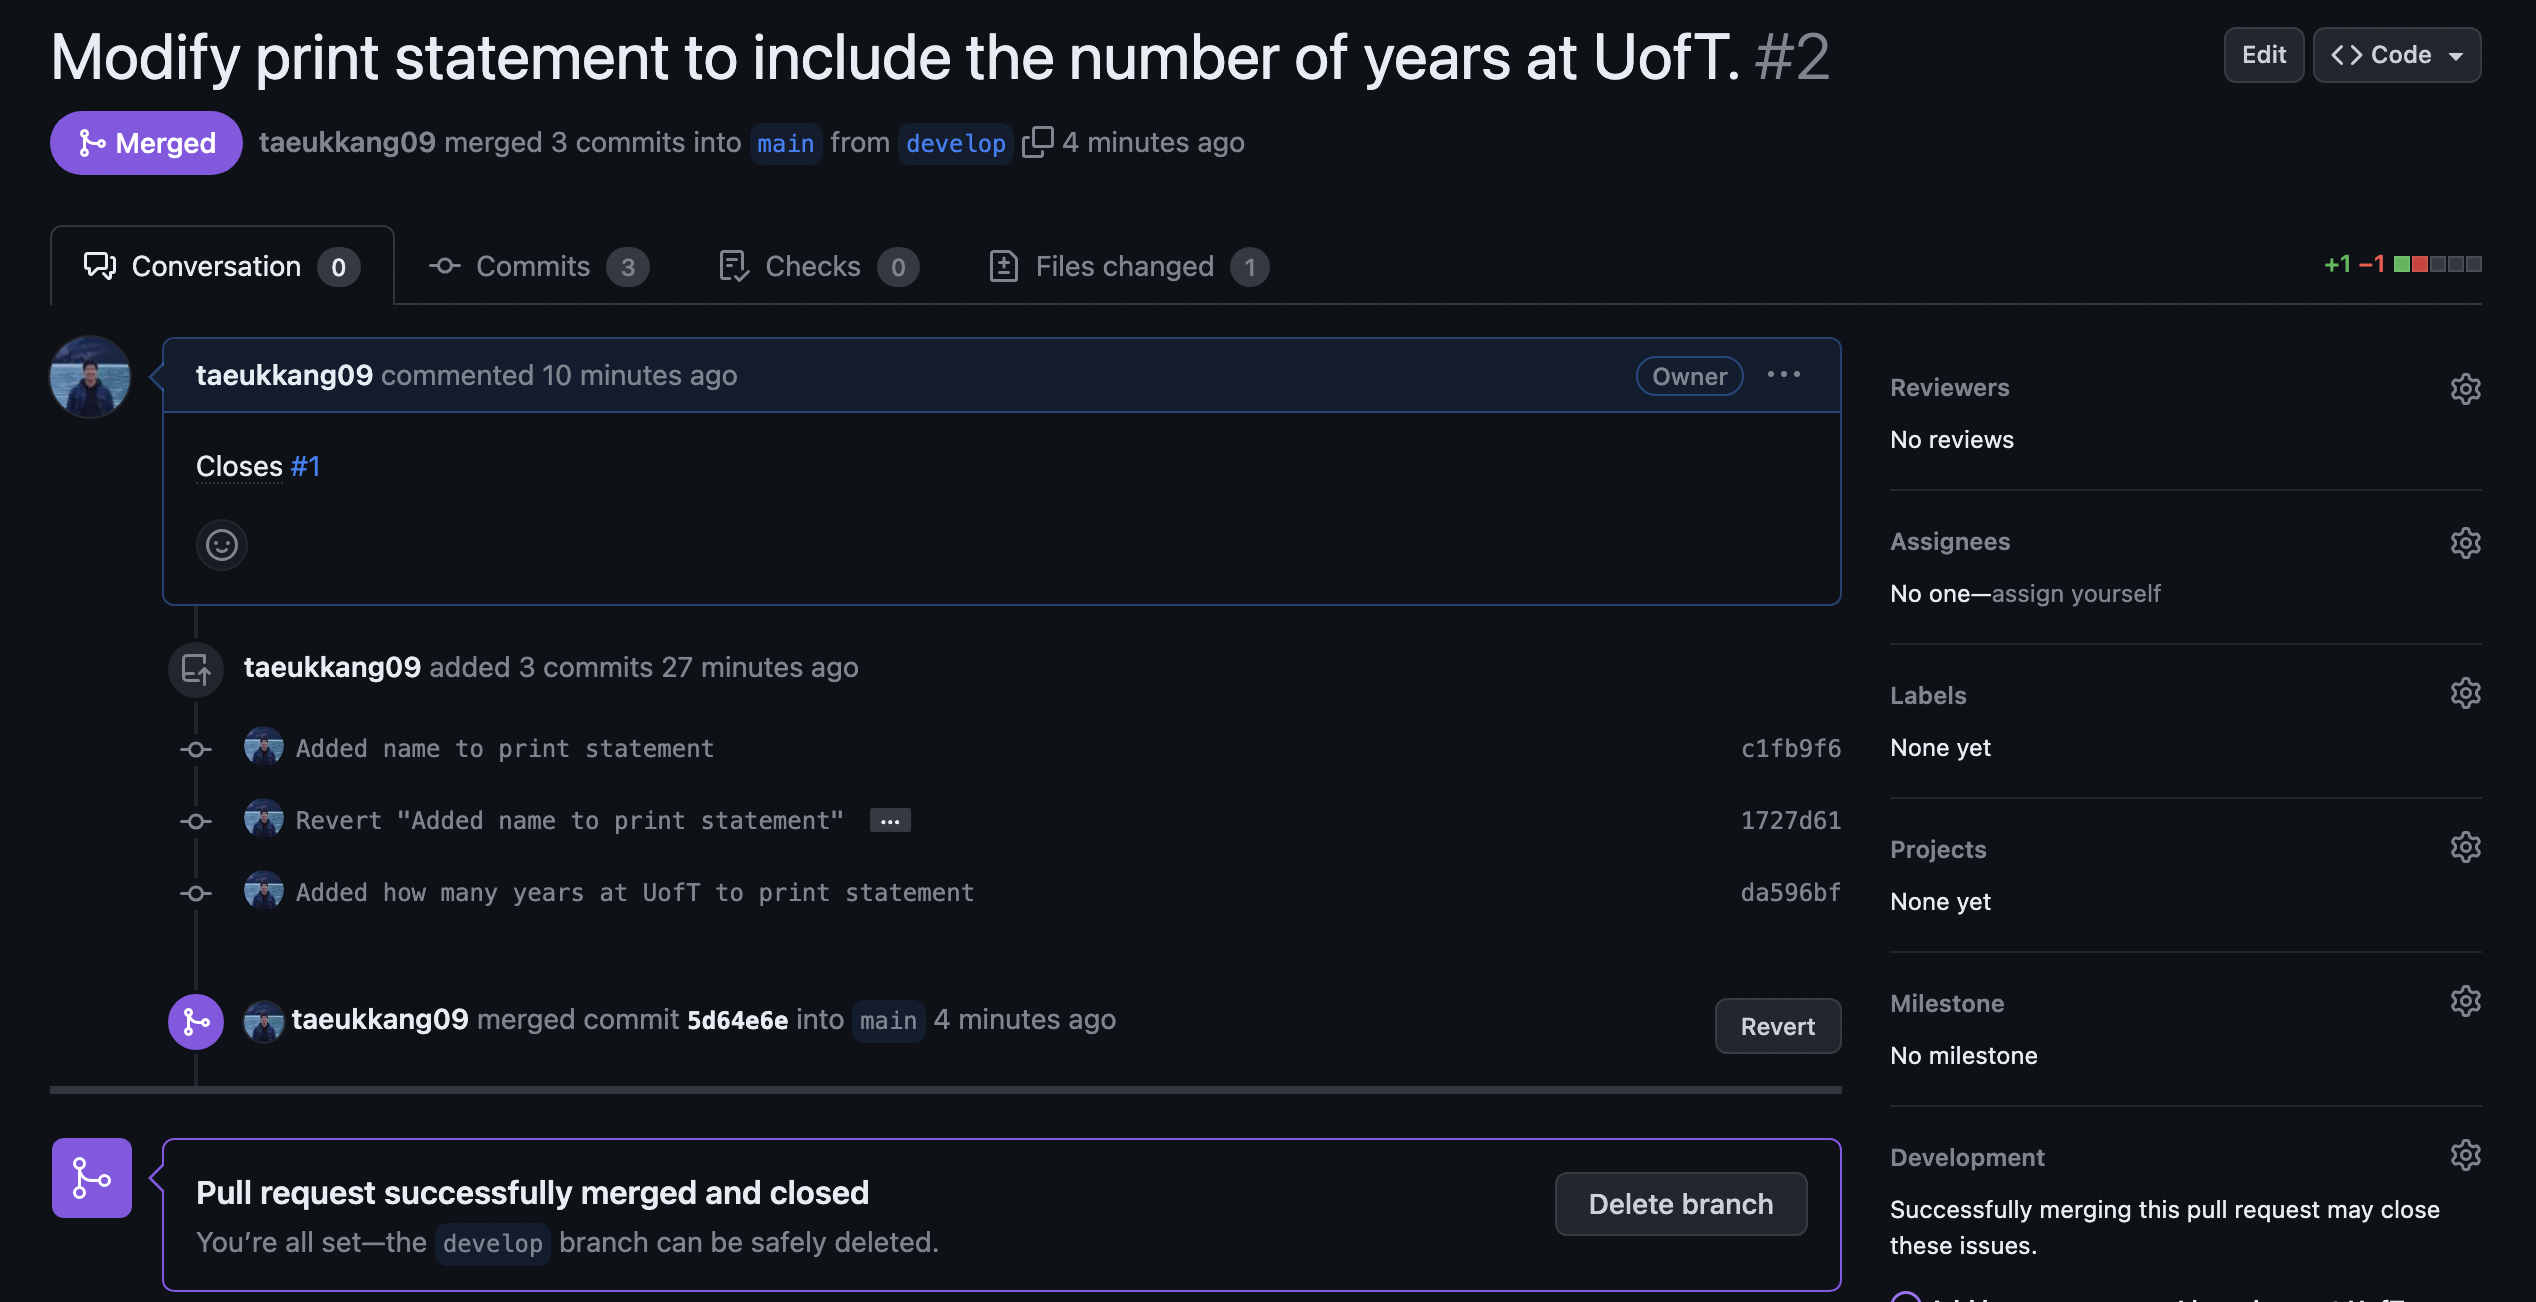 Modify print statement to include the number of years at UofT. #2
Edit
Code
Merged
taeukkang09 merged 3 commits into main from develop 4 minutes ago
Conversation 0
Commits 3
Checks 0
Files changed 1
+1 −1
taeukkang09 commented 10 minutes ago
Owner
Closes #1
taeukkang09 added 3 commits 27 minutes ago
Added name to print statement
c1fb9f6
Revert "Added name to print statement"
1727d61
Added how many years at UofT to print statement
da596bf
taeukkang09 merged commit 5d64e6e into main 4 minutes ago
Revert
Pull request successfully merged and closed
You’re all set—the develop branch can be safely deleted.
Delete branch
Reviewers
No reviews
Assignees
No one—assign yourself
Labels
None yet
Projects
None yet
Milestone
No milestone
Development
Successfully merging this pull request may close
these issues.